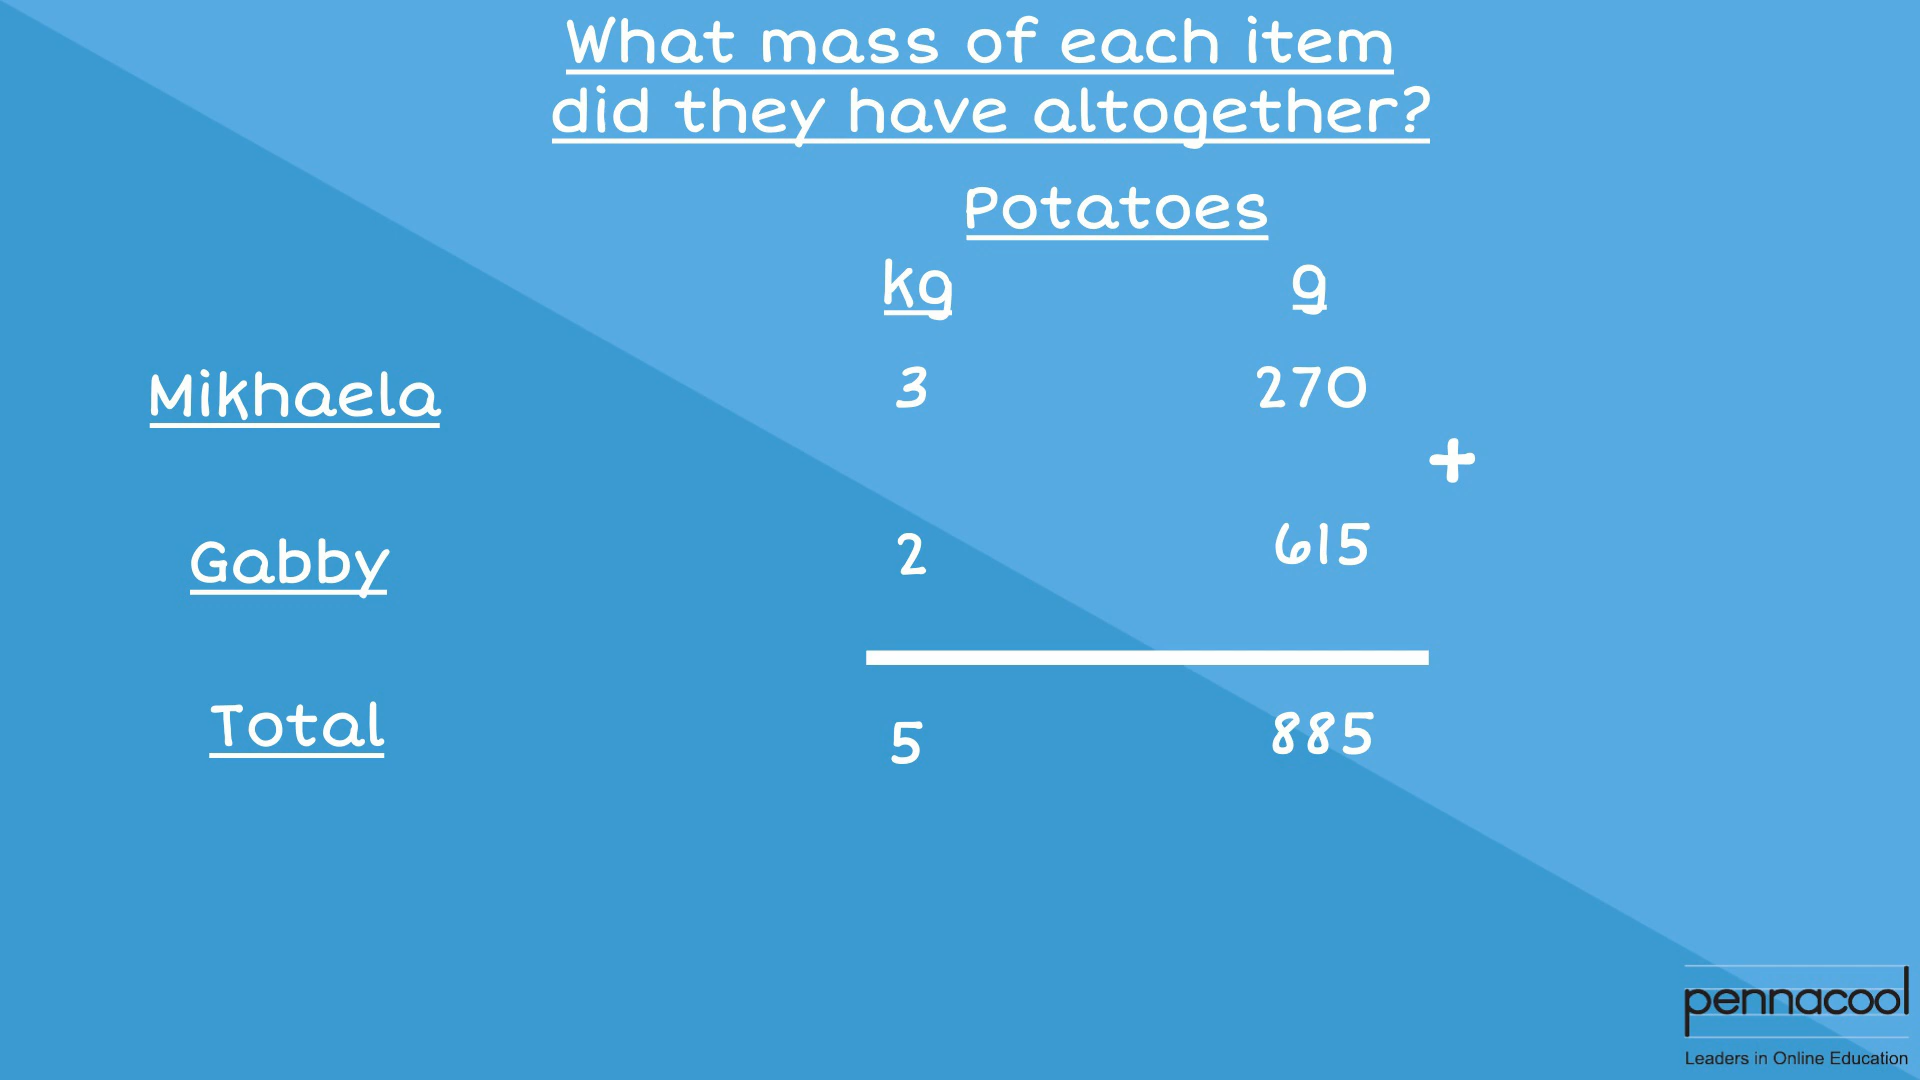 What mass of each item
did they have altogether?
Potatoes
kg g
Mikhaela 3 270
+
Gabby 2 615
Total 5 885
pennacool
Leaders in Online Education